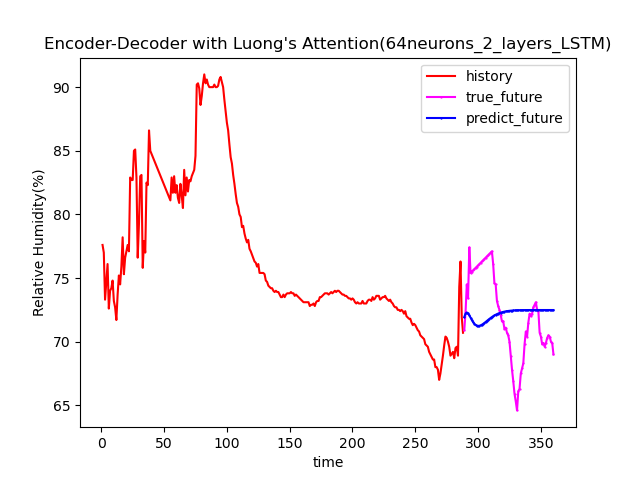 Encoder-Decoder with Luong's Attention(64neurons_2_layers_LSTM)
history
true_future
predict_future
Relative Humidity(%)
90
85
80
75
70
65
0 50 100 150 200 250 300 350
time